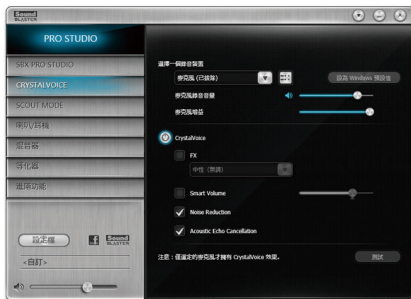 Sound
BLASTER
PRO STUDIO
SBX PRO STUDIO
CRYSTALVOICE
SCOUT MODE
喇叭/耳機
混音器
等化器
進階功能
設定檔
f
Sound
BLASTER
<自訂>
選擇一個錄音裝置
麥克風 (已拔除)
設為 Windows 預設值
麥克風錄音音量
麥克風增益
CrystalVoice
FX
中性 (無調)
Smart Volume
Noise Reduction
Acoustic Echo Cancellation
注意:僅選定的麥克風才擁有 CrystalVoice 效果。
測試